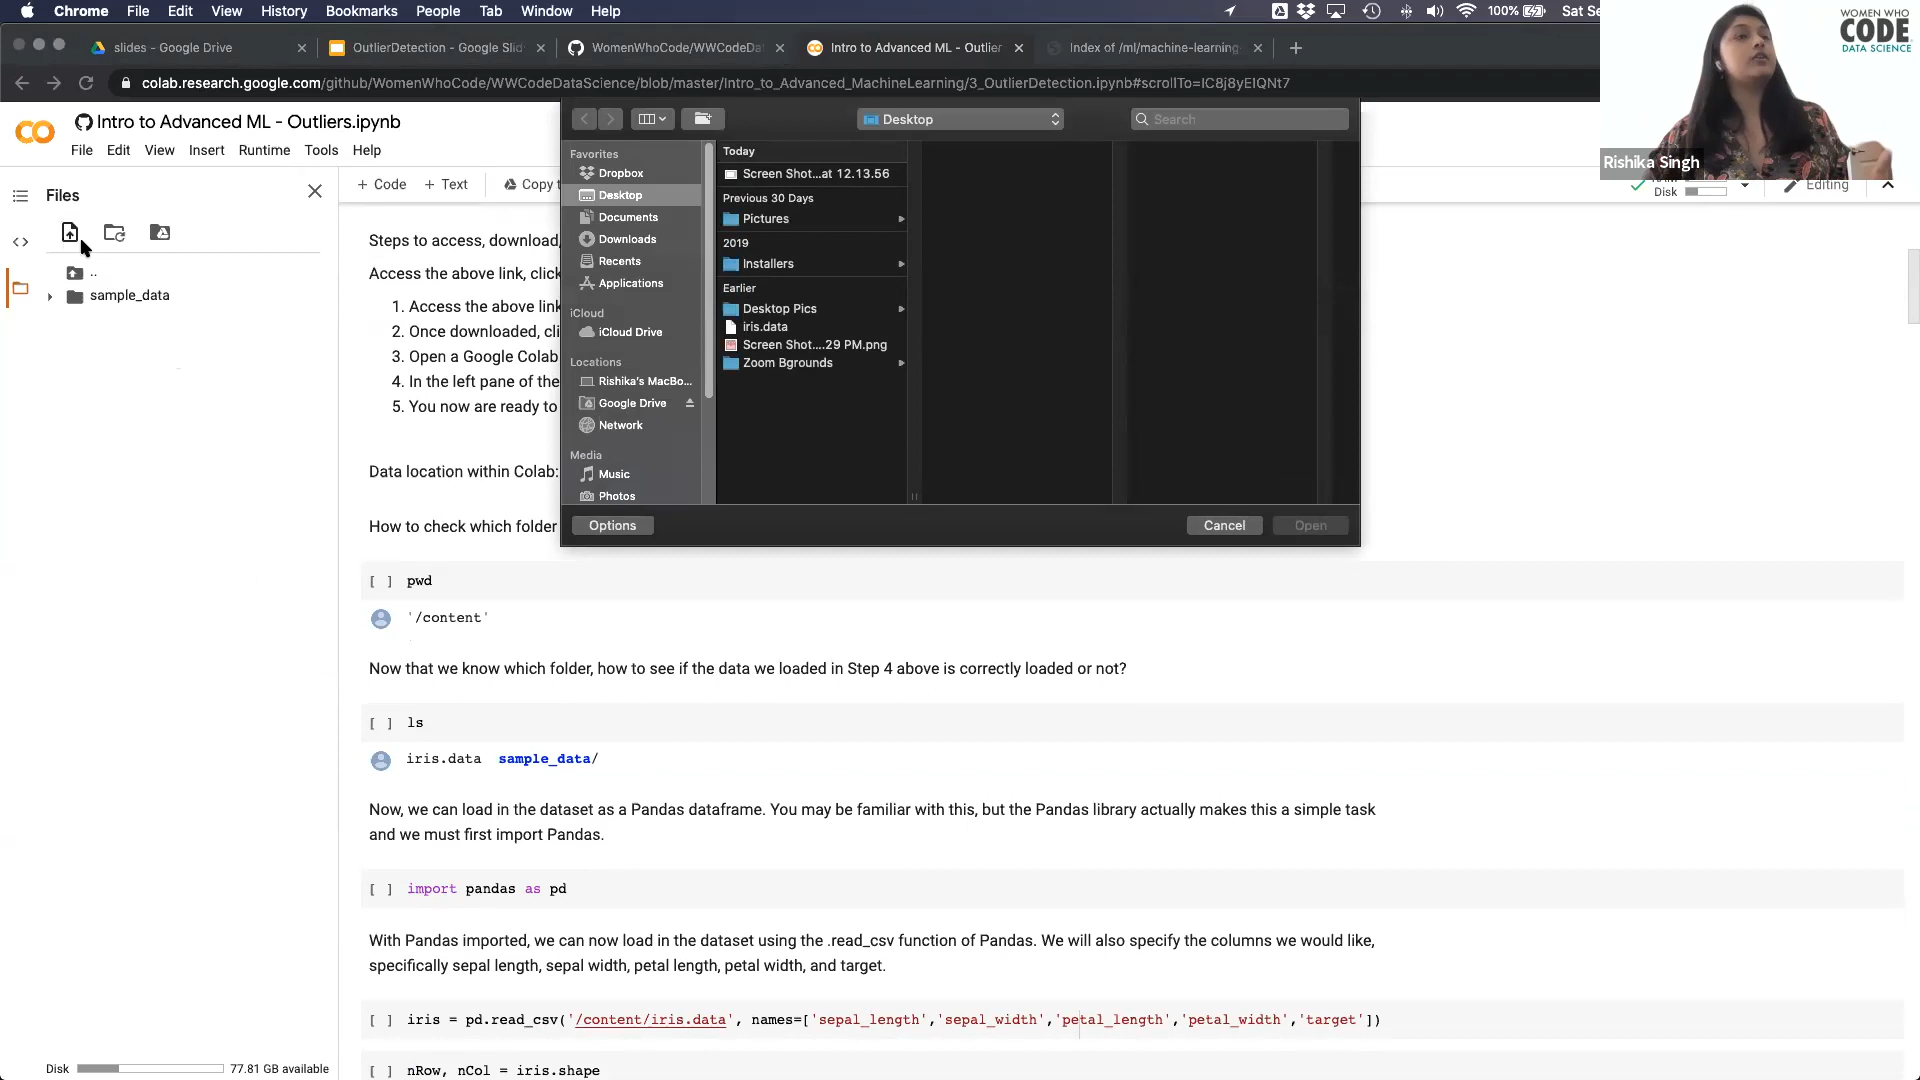 Chrome File Edit View History Bookmarks People Tab Window Help 100% Sat Se
slides - Google Drive
OutlierDetection - Google Slid
WomenWhoCode/WWCodeDat
Intro to Advanced ML - Outlier
Index of /ml/machine-learning-
colab.research.google.com/github/WomenWhoCode/WWCodeDataScience/blob/master/Intro_to_Advanced_MachineLearning/3_OutlierDetection.ipynb#scrollTo=IC8j8yEIQNt7
WOMEN WHO
CODE
DATA SCIENCE
Rishika Singh
Intro to Advanced ML - Outliers.ipynb
File Edit View Insert Runtime Tools Help
+ Code + Text Copy t
Disk
Editing
Files
..
sample_data
Disk 77.81 GB available
Desktop
Search
Favorites
Dropbox
Desktop
Documents
Downloads
Recents
Applications
iCloud
iCloud Drive
Locations
Rishika's MacBo...
Google Drive
Network
Media
Music
Photos
Today
Screen Shot...at 12.13.56
Previous 30 Days
Pictures
2019
Installers
Earlier
Desktop Pics
iris.data
Screen Shot....29 PM.png
Zoom Bgrounds
Options
Cancel
Open
Steps to access, download,
Access the above link, click
1. Access the above link
2. Once downloaded, cli
3. Open a Google Colab
4. In the left pane of the
5. You now are ready to
Data location within Colab:
How to check which folder
[ ] pwd
'/content'
Now that we know which folder, how to see if the data we loaded in Step 4 above is correctly loaded or not?
[ ] ls
iris.data sample_data/
Now, we can load in the dataset as a Pandas dataframe. You may be familiar with this, but the Pandas library actually makes this a simple task
and we must first import Pandas.
[ ] import pandas as pd
With Pandas imported, we can now load in the dataset using the .read_csv function of Pandas. We will also specify the columns we would like,
specifically sepal length, sepal width, petal length, petal width, and target.
[ ] iris = pd.read_csv('/content/iris.data', names=['sepal_length','sepal_width','petal_length','petal_width','target'])
[ ] nRow, nCol = iris.shape